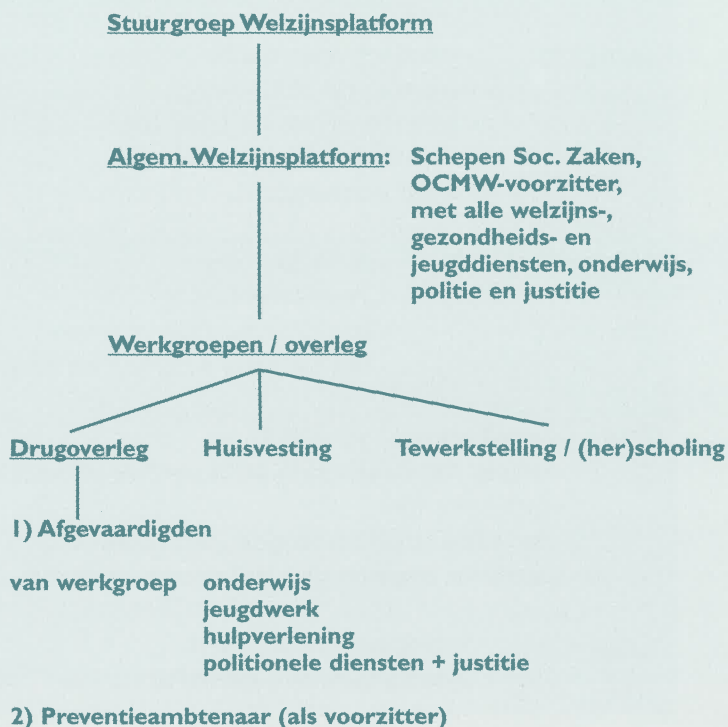 Stuurgroep Welzijnsplatform
Algem. Welzijnsplatform: Schepen Soc. Zaken,
OCMW-voorzitter,
met alle welzijns-,
gezondheids- en
jeugddiensten, onderwijs,
politie en justitie
Werkgroepen / overleg
Drugoverleg Huisvesting Tewerkstelling / (her)scholing
1) Afgevaardigden
van werkgroep onderwijs
jeugdwerk
hulpverlening
politionele diensten + justitie
2) Preventieambtenaar (als voorzitter)